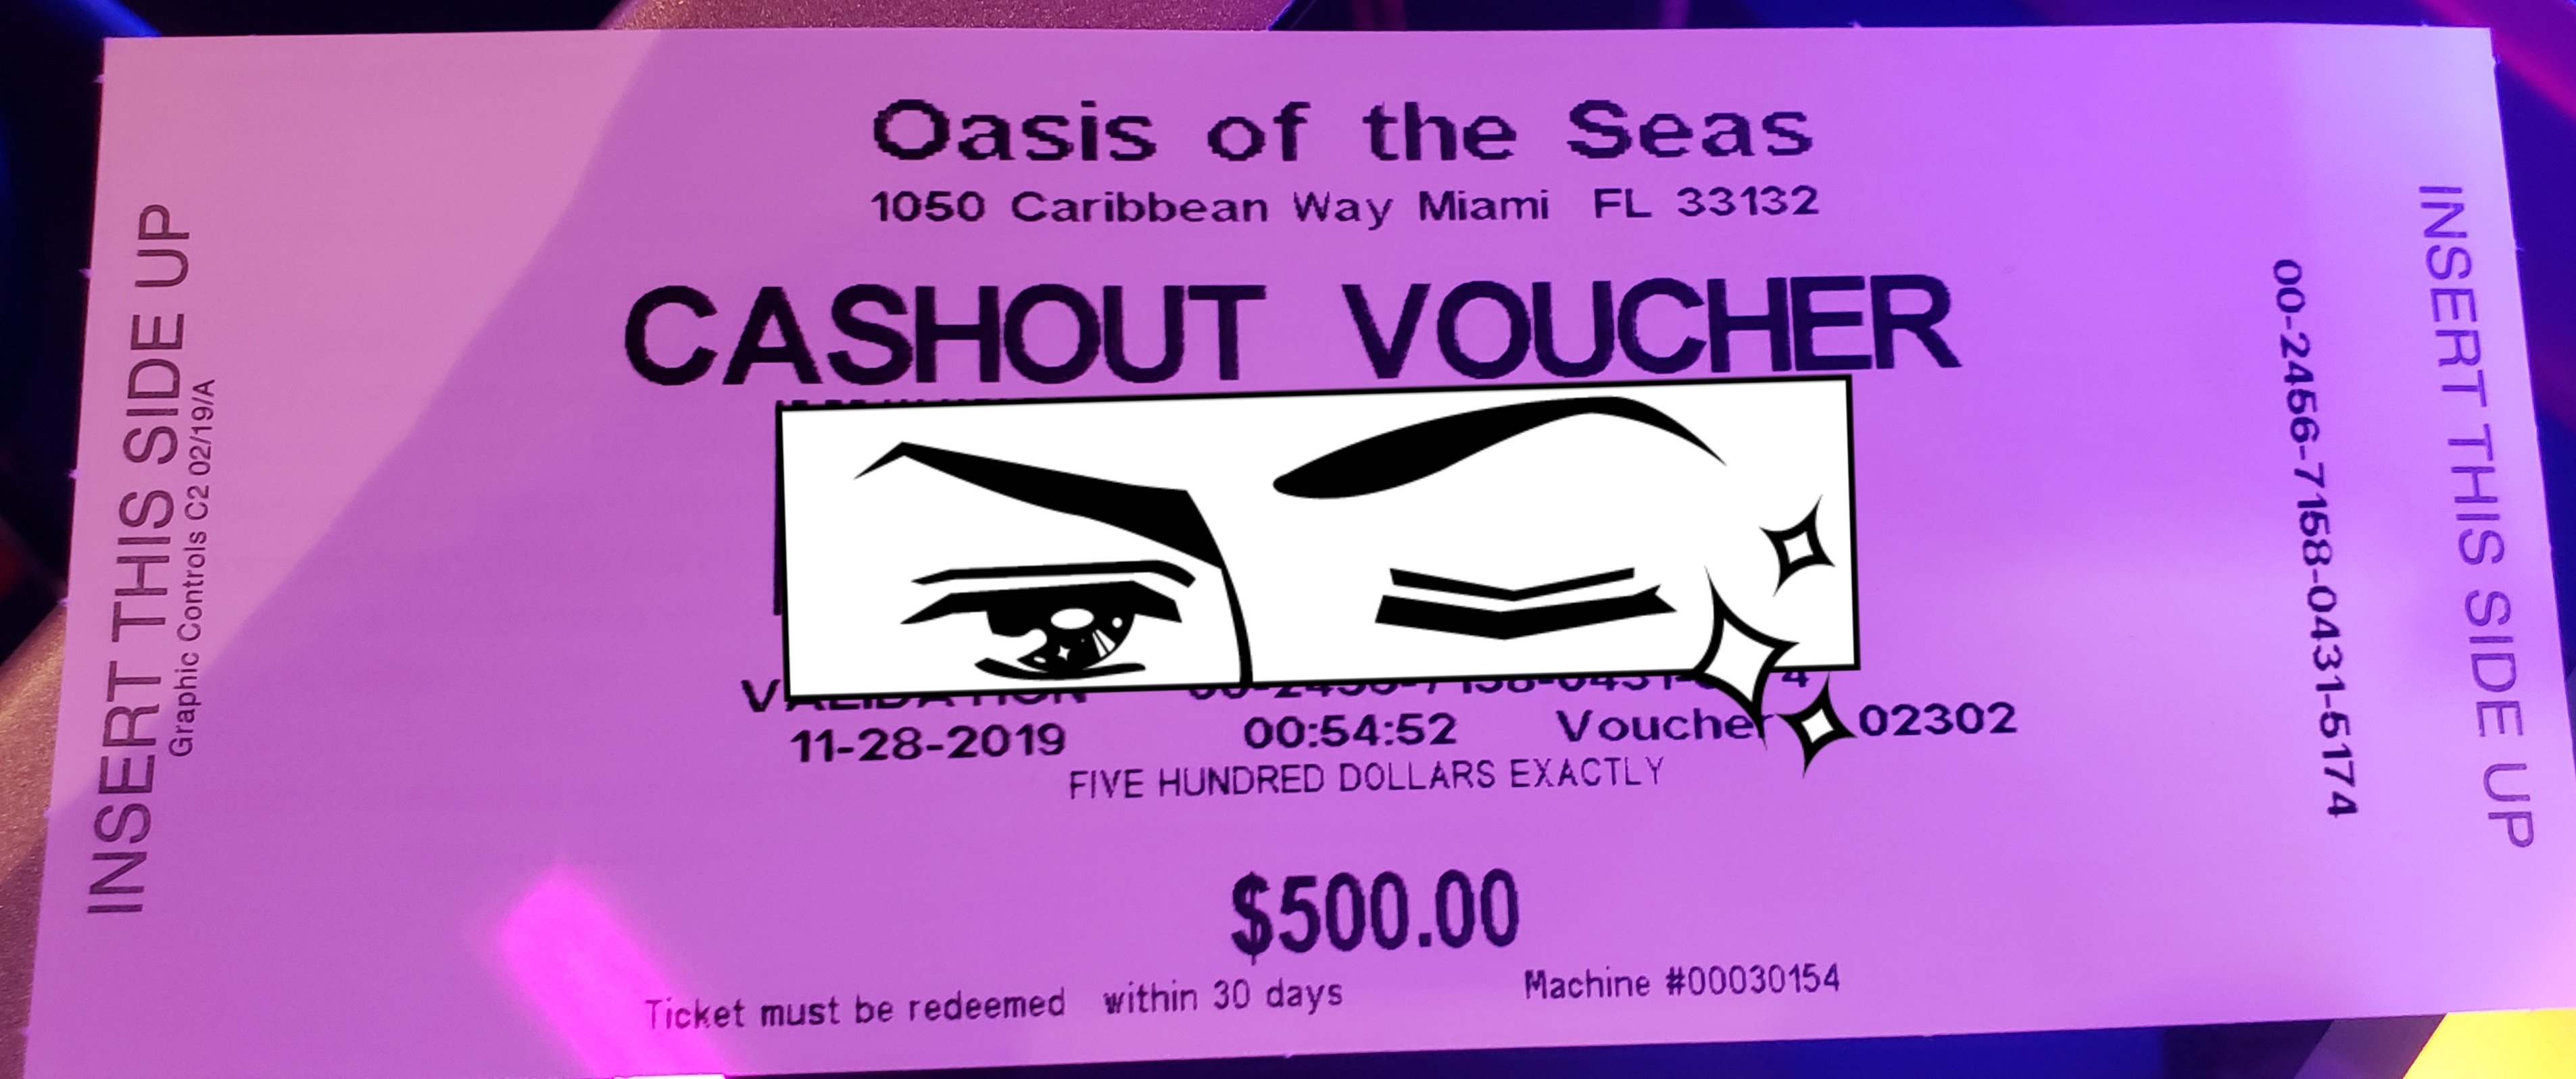 Oasis of the Seas
1050 Caribbean Way Miami FL 33132
CASHOUT VOUCHER
VALIDATION
11-28-2019 00:54:52 Voucher 02302
FIVE HUNDRED DOLLARS EXACTLY
$500.00
Ticket must be redeemed within 30 days Machine #00030154
INSERT THIS SIDE UP
Graphic Controls C2 02/19/A
00-2456-7158-0431-5174
INSERT THIS SIDE UP